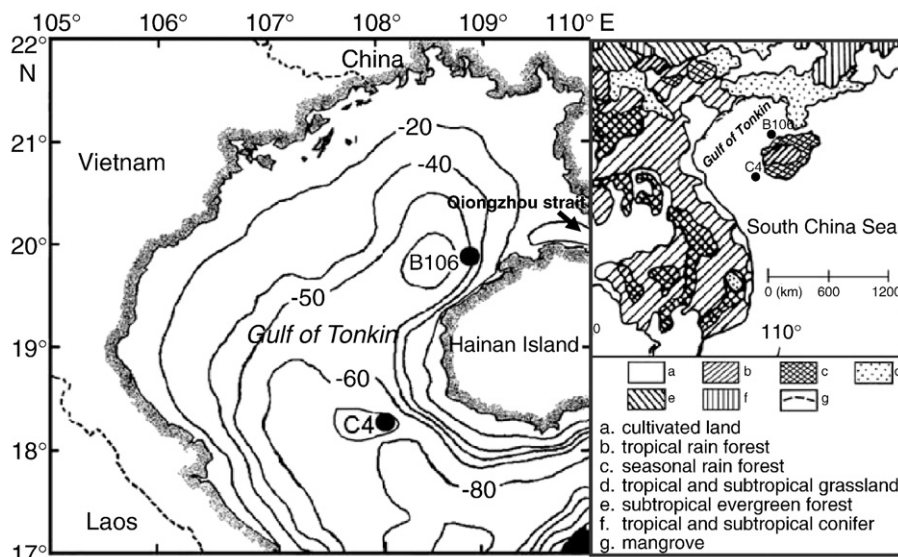 105° 106° 107° 108° 109° 110° E
22°
N
21°
20°
19°
18°
17°
China
Vietnam
-20
-40
Qiongzhou strait
B106
-50
Gulf of Tonkin
Hainan Island
-60
C4
-80
Laos
Gulf of Tonkin
B106
C4
South China Sea
0 (km) 600 1200
0
110°
a b c d
e f g
a. cultivated land
b. tropical rain forest
c. seasonal rain forest
d. tropical and subtropical grassland
e. subtropical evergreen forest
f. tropical and subtropical conifer
g. mangrove